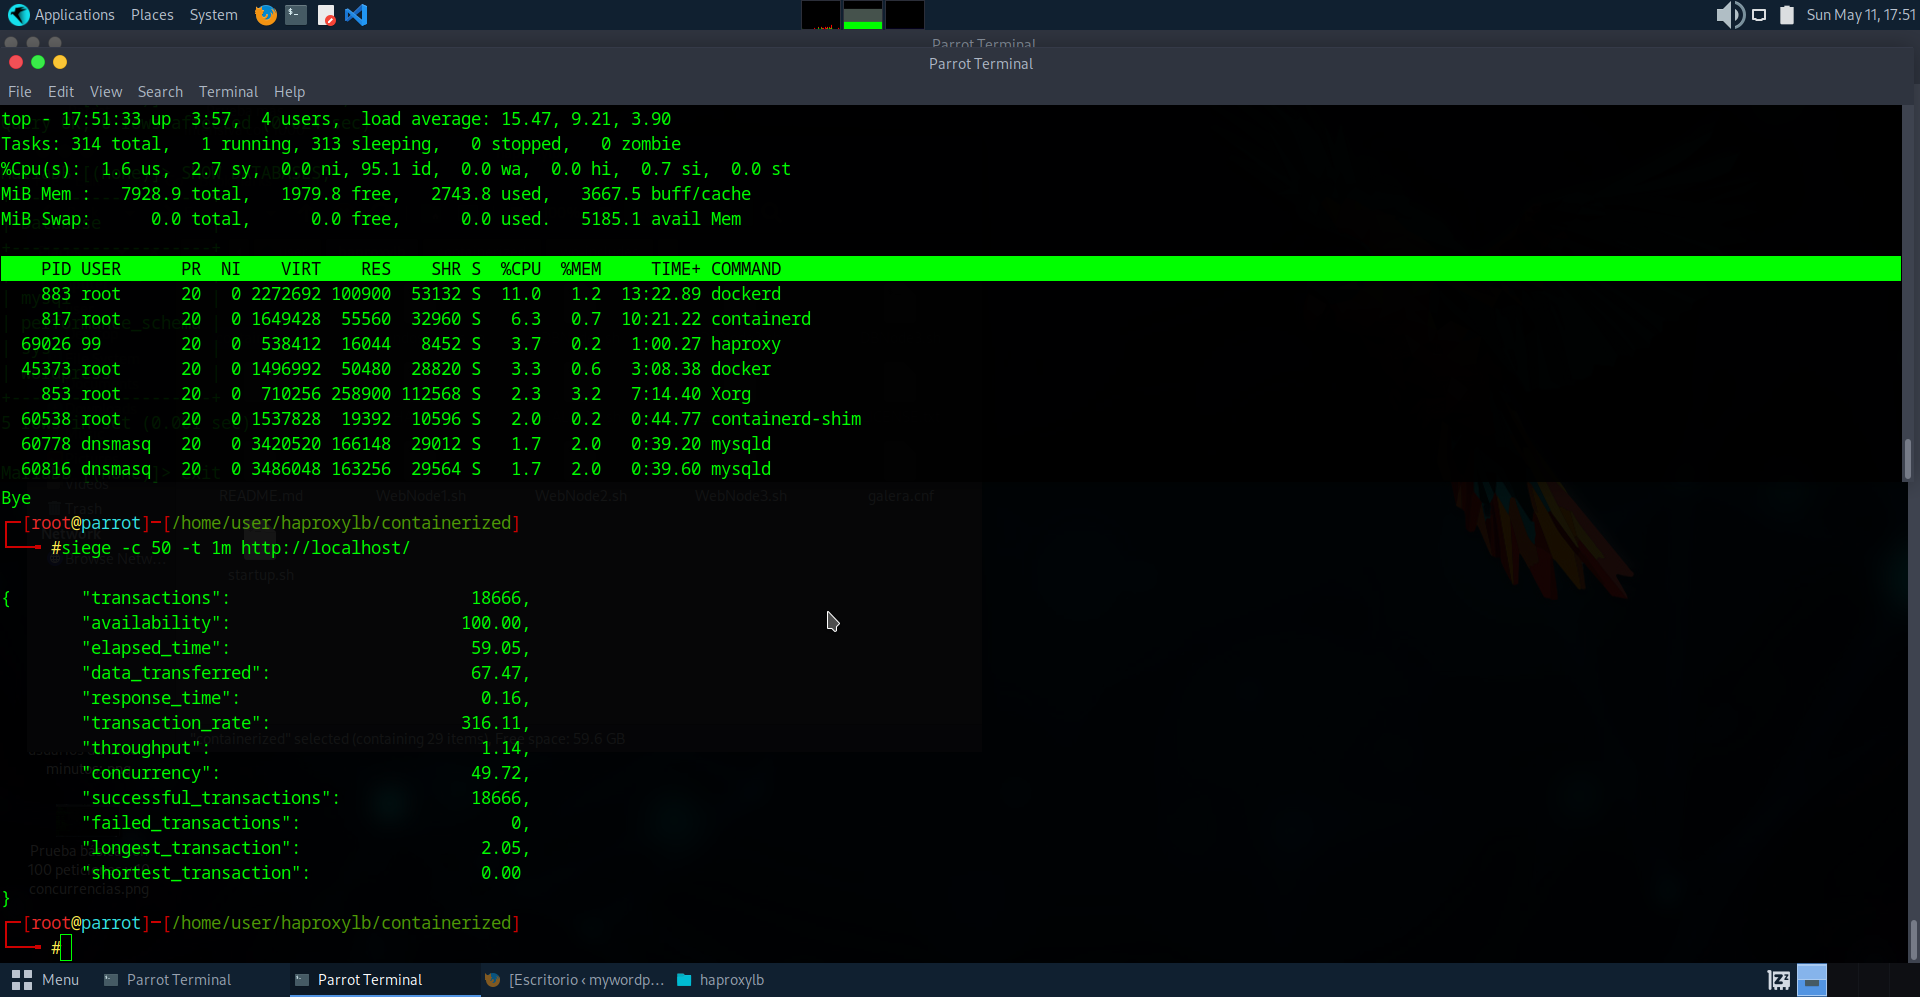 Applications Places System Sun May 11, 17:51
Parrot Terminal
Parrot Terminal
File Edit View Search Terminal Help
top - 17:51:33 up 3:57, 4 users, load average: 15.47, 9.21, 3.90
Tasks: 314 total, 1 running, 313 sleeping, 0 stopped, 0 zombie
%Cpu(s): 1.6 us, 2.7 sy, 0.0 ni, 95.1 id, 0.0 wa, 0.0 hi, 0.7 si, 0.0 st
MiB Mem : 7928.9 total, 1979.8 free, 2743.8 used, 3667.5 buff/cache
MiB Swap: 0.0 total, 0.0 free, 0.0 used. 5185.1 avail Mem
PID USER PR NI VIRT RES SHR S %CPU %MEM TIME+ COMMAND
883 root 20 0 2272692 100900 53132 S 11.0 1.2 13:22.89 dockerd
817 root 20 0 1649428 55560 32960 S 6.3 0.7 10:21.22 containerd
69026 99 20 0 538412 16044 8452 S 3.7 0.2 1:00.27 haproxy
45373 root 20 0 1496992 50480 28820 S 3.3 0.6 3:08.38 docker
853 root 20 0 710256 258900 112568 S 2.3 3.2 7:14.40 Xorg
60538 root 20 0 1537828 19392 10596 S 2.0 0.2 0:44.77 containerd-shim
60778 dnsmasq 20 0 3420520 166148 29012 S 1.7 2.0 0:39.20 mysqld
60816 dnsmasq 20 0 3486048 163256 29564 S 1.7 2.0 0:39.60 mysqld
Bye
README.md WebNode1.sh WebNode2.sh WebNode3.sh galera.cnf
[root@parrot]─[/home/user/haproxylb/containerized]
#siege -c 50 -t 1m http://localhost/
startup.sh
{ "transactions": 18666,
"availability": 100.00,
"elapsed_time": 59.05,
"data_transferred": 67.47,
"response_time": 0.16,
"transaction_rate": 316.11,
"throughput": 1.14,
"concurrency": 49.72,
"successful_transactions": 18666,
"failed_transactions": 0,
"longest_transaction": 2.05,
"shortest_transaction": 0.00
}
[root@parrot]─[/home/user/haproxylb/containerized]
#
Menu Parrot Terminal Parrot Terminal [Escritorio ‹ mywordp... haproxylb